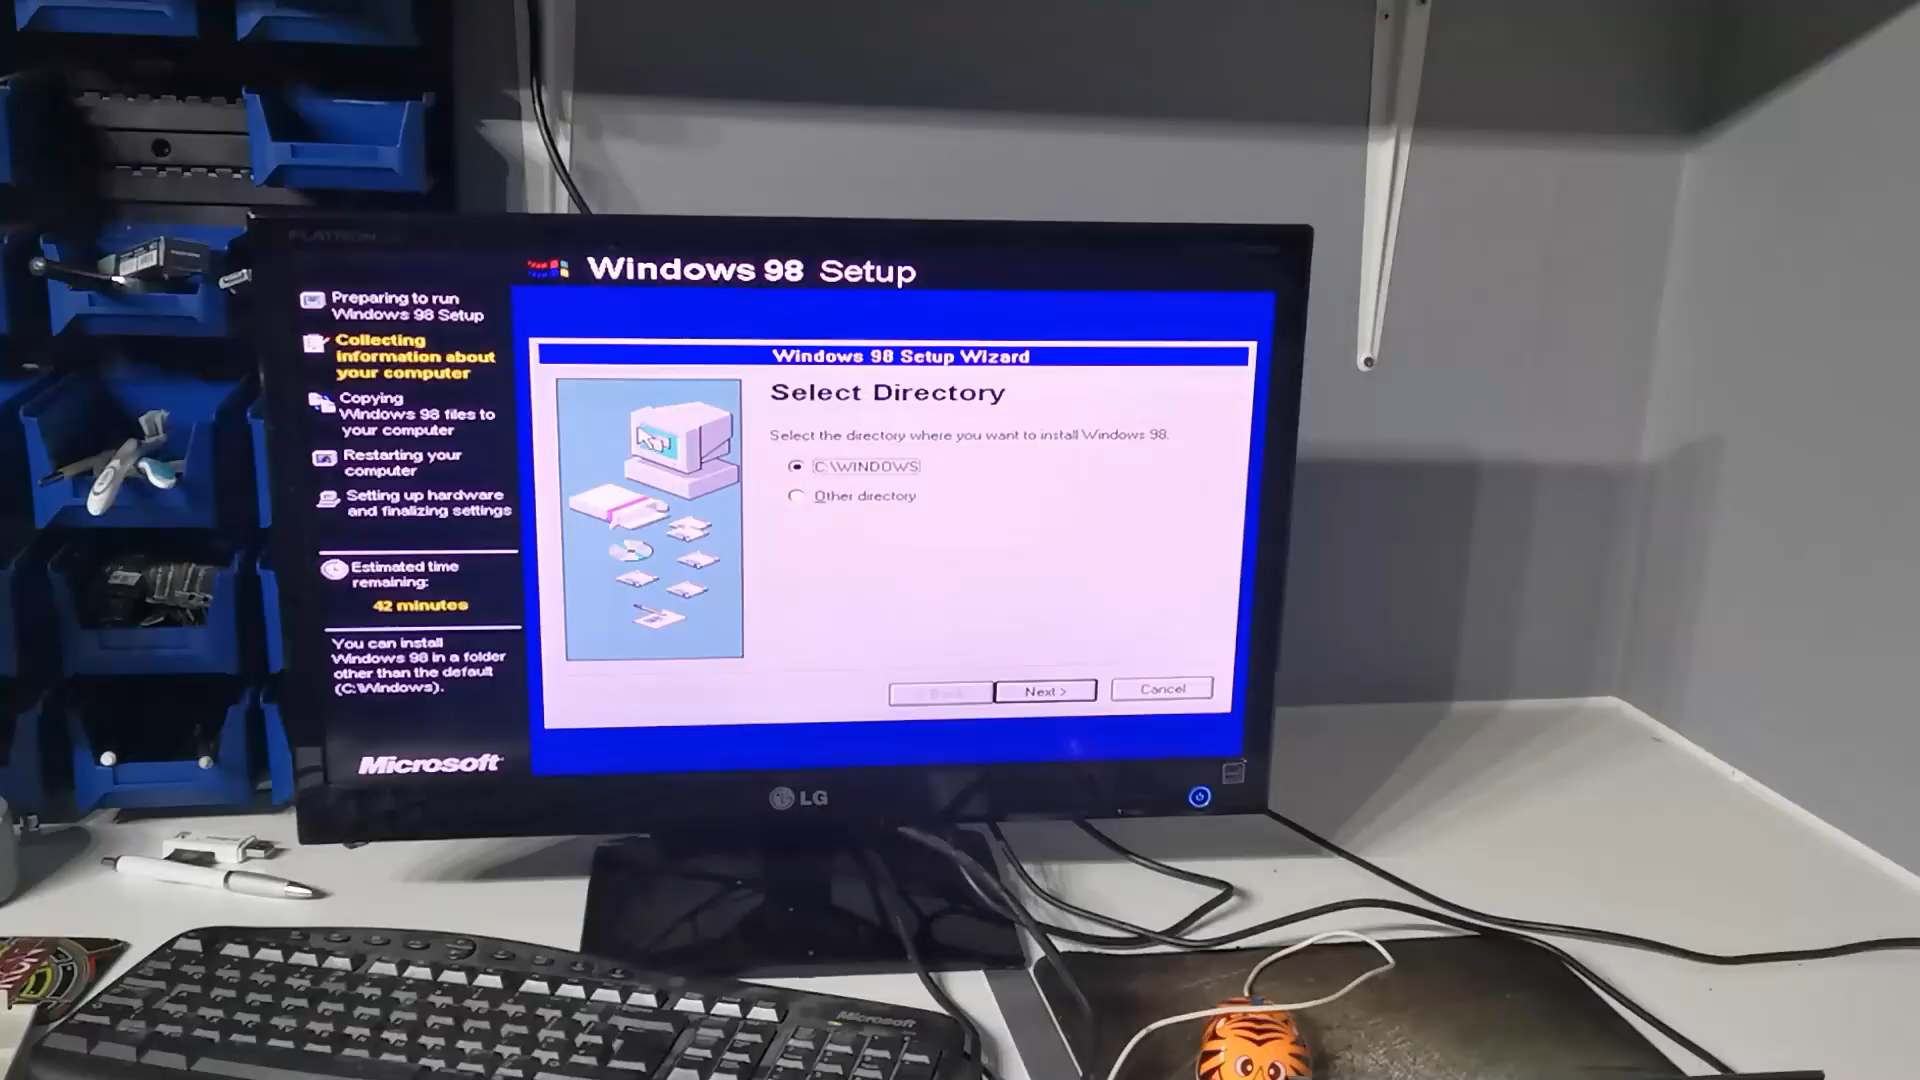 FLATRON
Windows 98 Setup
Preparing to run
Windows 98 Setup
Collecting
information about
your computer
Copying
Windows 98 files to
your computer
Restarting your
computer
Setting up hardware
and finalizing settings
Estimated time
remaining:
42 minutes
You can install
Windows 98 in a folder
other than the default
(C:\Windows).
Microsoft
Windows 98 Setup Wizard
Select Directory
Select the directory where you want to install Windows 98.
C:\WINDOWS
Other directory
< Back
Next >
Cancel
LG
Microsoft